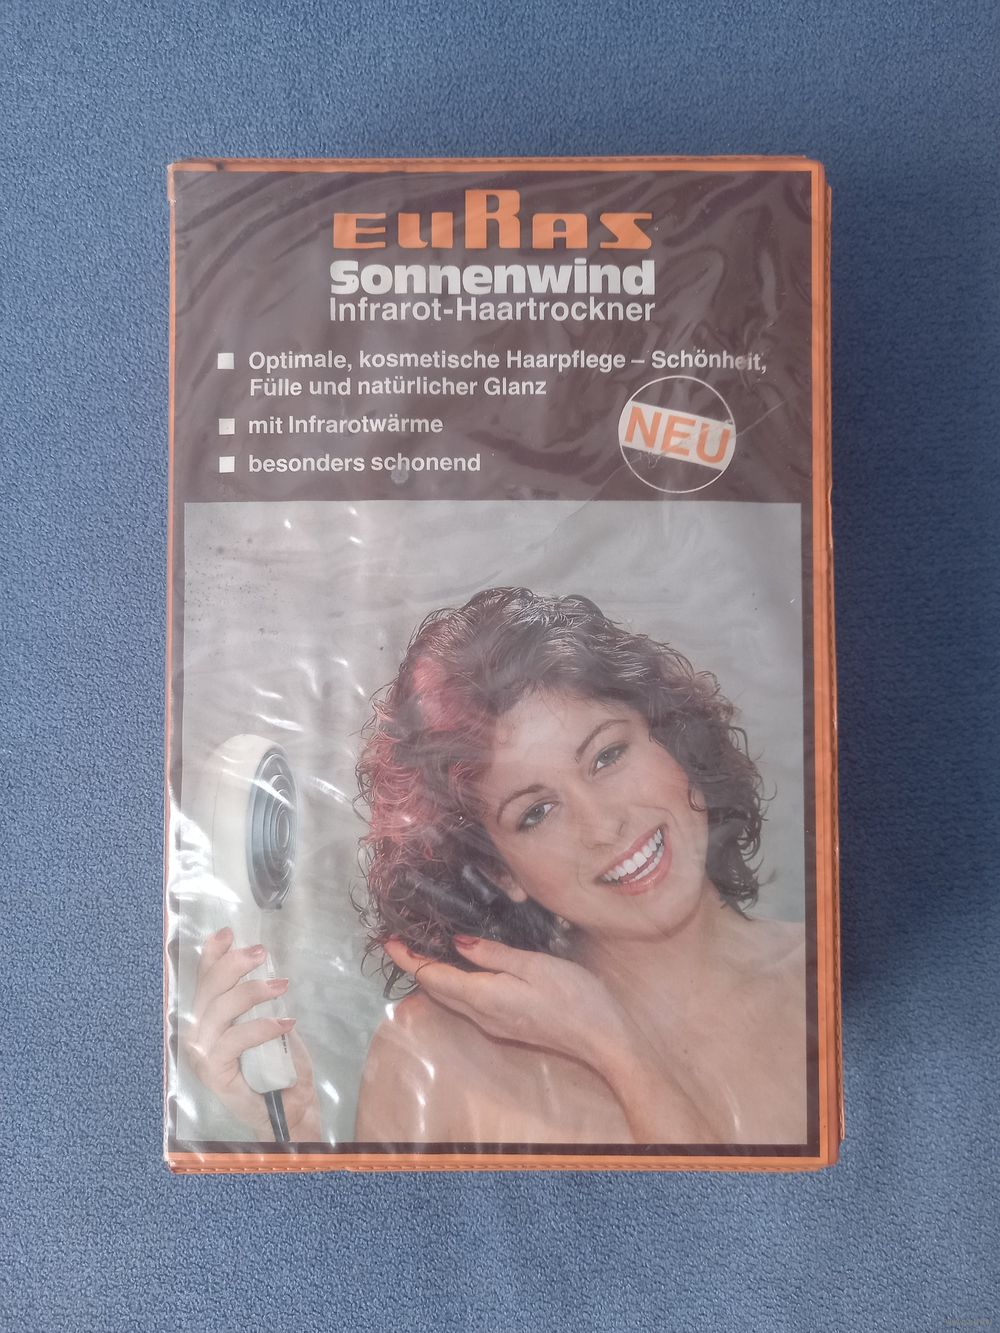 EURAS
Sonnenwind
Infrarot-Haartrockner
Optimale, kosmetische Haarpflege – Schönheit,
Fülle und natürlicher Glanz
mit Infrarotwärme
besonders schonend
NEU